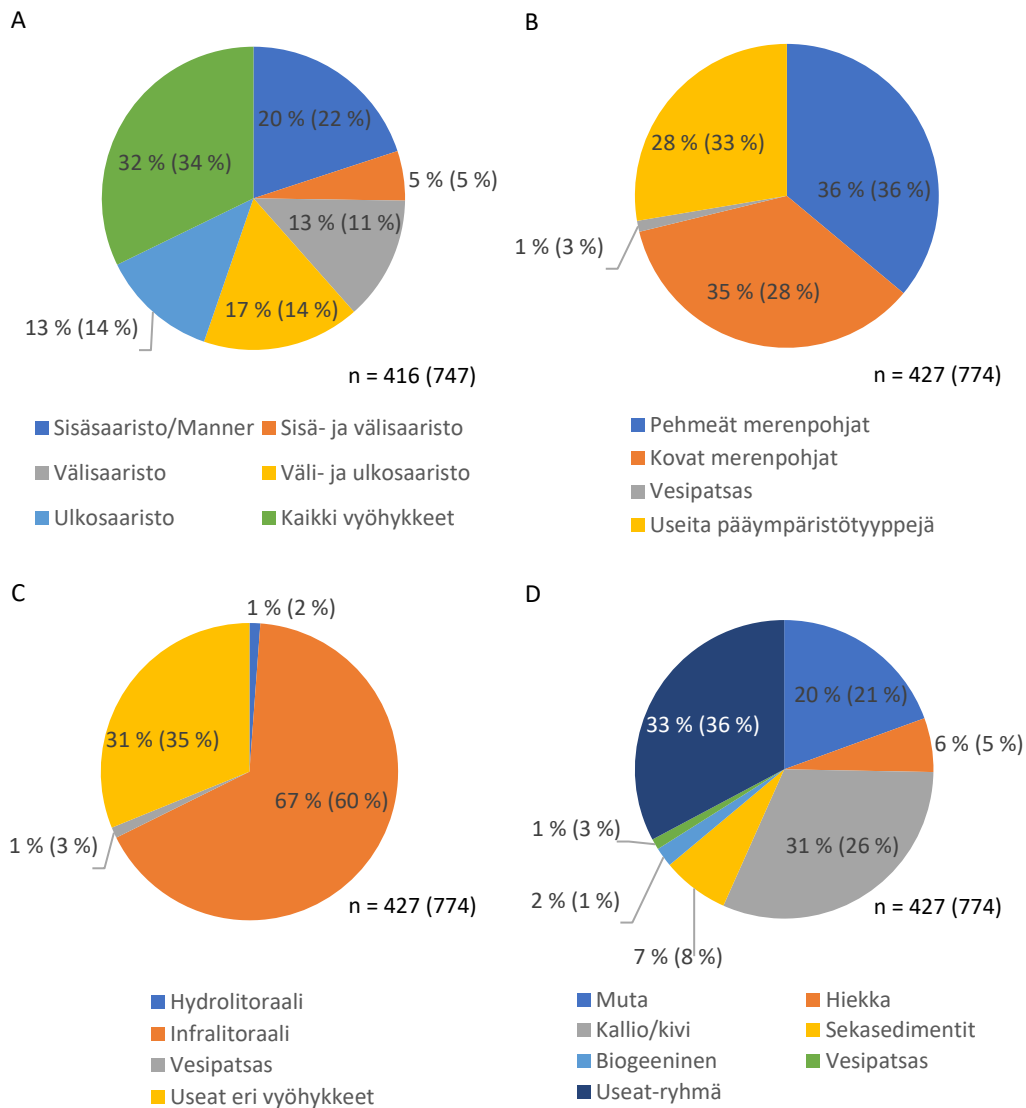 A
20 % (22 %)
5 % (5 %)
13 % (11 %)
17 % (14 %)
13 % (14 %)
32 % (34 %)
n = 416 (747)
Sisäsaaristo/Manner
Sisä- ja välisaaristo
Välisaaristo
Väli- ja ulkosaaristo
Ulkosaaristo
Kaikki vyöhykkeet
B
36 % (36 %)
35 % (28 %)
1 % (3 %)
28 % (33 %)
n = 427 (774)
Pehmeät merenpohjat
Kovat merenpohjat
Vesipatsas
Useita pääympäristötyyppejä
C
1 % (2 %)
67 % (60 %)
1 % (3 %)
31 % (35 %)
n = 427 (774)
Hydrolitoraali
Infralitoraali
Vesipatsas
Useat eri vyöhykkeet
D
20 % (21 %)
6 % (5 %)
31 % (26 %)
7 % (8 %)
2 % (1 %)
1 % (3 %)
33 % (36 %)
n = 427 (774)
Muta
Hiekka
Kallio/kivi
Sekasedimentit
Biogeeninen
Vesipatsas
Useat-ryhmä